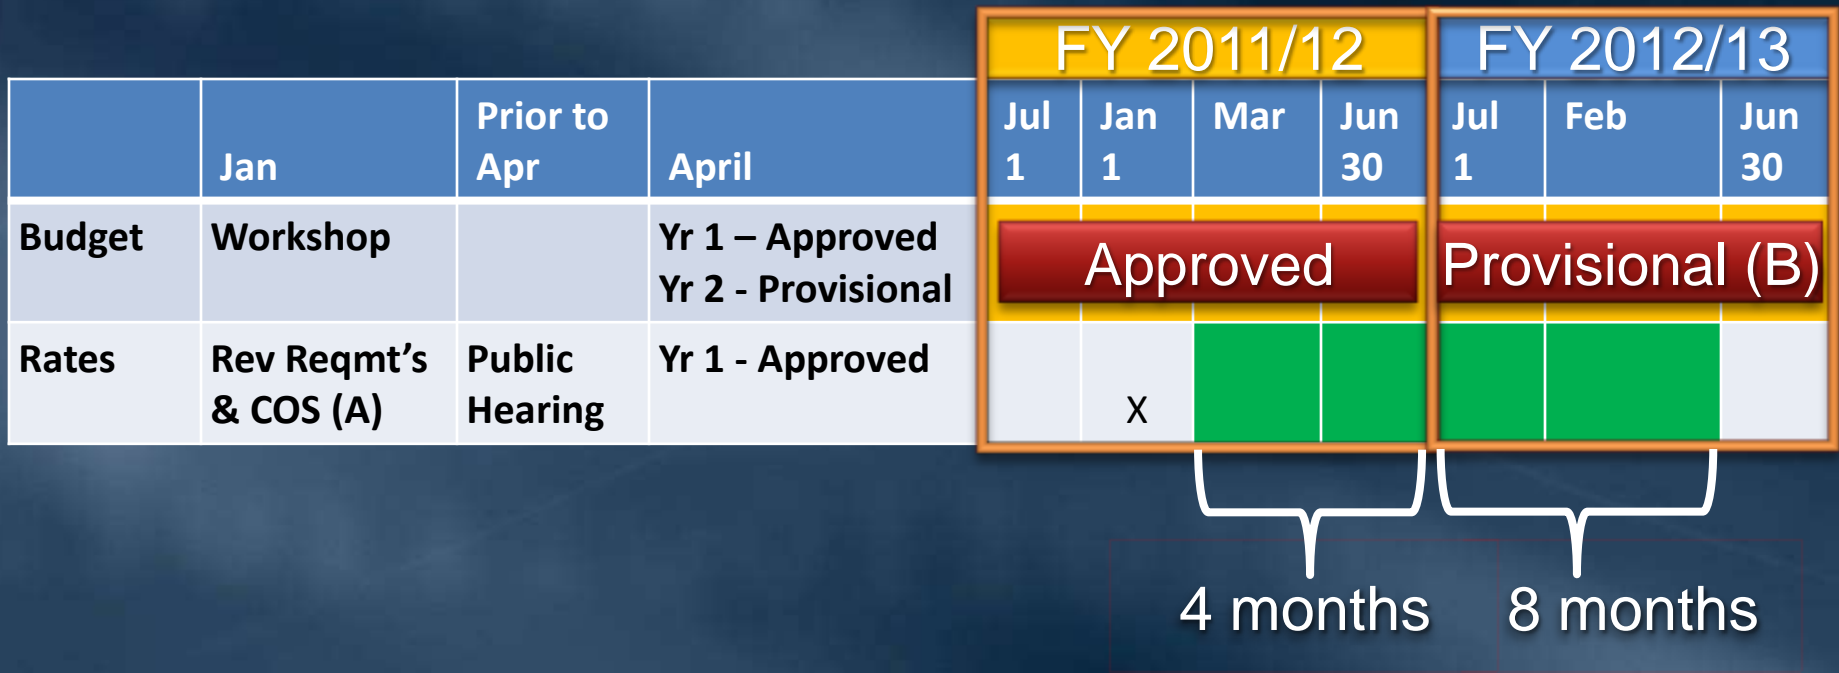 FY 2011/12 FY 2012/13
Jan Prior to Apr April Jul 1 Jan 1 Mar Jun 30 Jul 1 Feb Jun 30
Budget Workshop Yr 1 – Approved
Yr 2 - Provisional
Approved Provisional (B)
Rates Rev Reqmt's Public Yr 1 - Approved
& COS (A) Hearing X
4 months 8 months